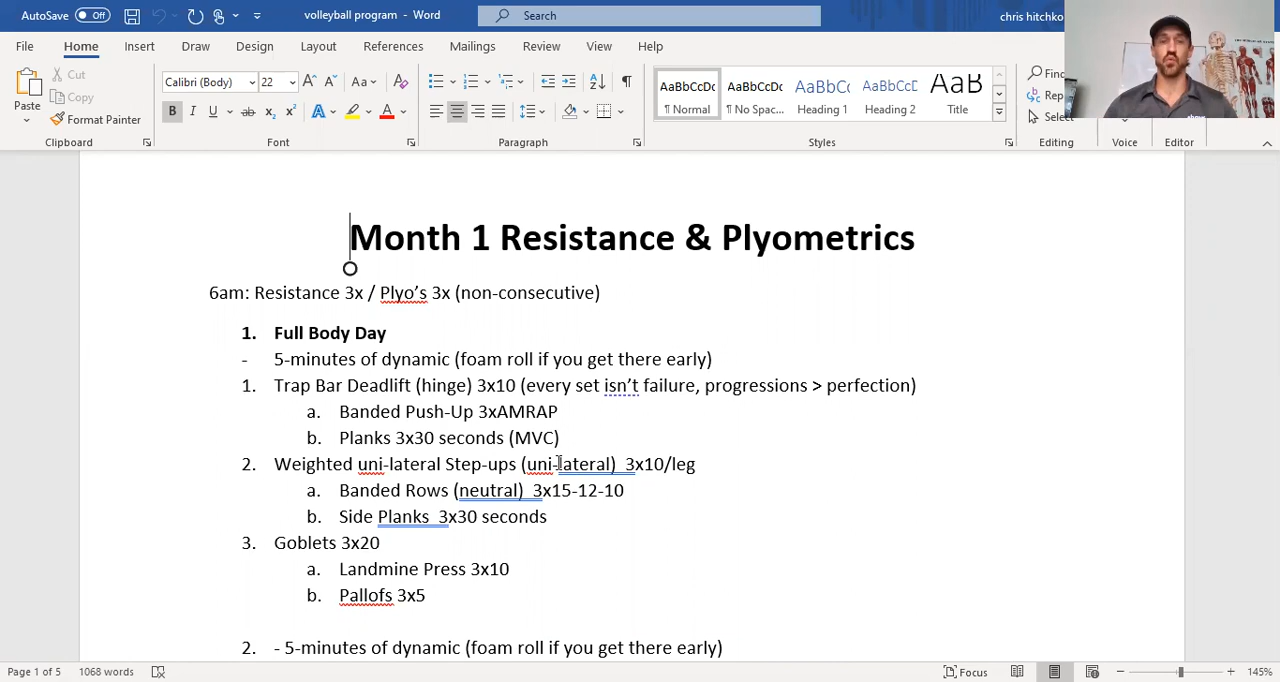 AutoSave Off volleyball program - Word Search chris hitchko
File Home Insert Draw Design Layout References Mailings Review View Help
Paste Cut Copy Format Painter
Calibri (Body) 22
AaBbCcDc AaBbCcDc AaBbCc AaBbCcD AaB
¶ Normal ¶ No Spac... Heading 1 Heading 2 Title
Find
Rep
Select
Clipboard Font Paragraph Styles Editing Voice Editor
Month 1 Resistance & Plyometrics
6am: Resistance 3x / Plyo's 3x (non-consecutive)
1. Full Body Day
- 5-minutes of dynamic (foam roll if you get there early)
1. Trap Bar Deadlift (hinge) 3x10 (every set isn't failure, progressions > perfection)
a. Banded Push-Up 3xAMRAP
b. Planks 3x30 seconds (MVC)
2. Weighted uni-lateral Step-ups (uni-lateral) 3x10/leg
a. Banded Rows (neutral) 3x15-12-10
b. Side Planks 3x30 seconds
3. Goblets 3x20
a. Landmine Press 3x10
b. Pallofs 3x5
2. - 5-minutes of dynamic (foam roll if you get there early)
Page 1 of 5 1068 words Focus 145%